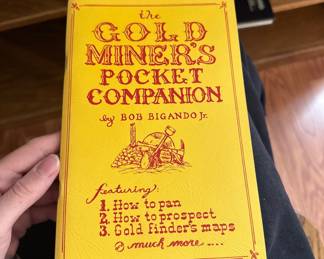 the
GOLD
MINER'S
POCKET
COMPANION
by BOB BIGANDO Jr.
featuring:
1. How to pan
2. How to prospect
3. Gold finder's maps
& much more ....